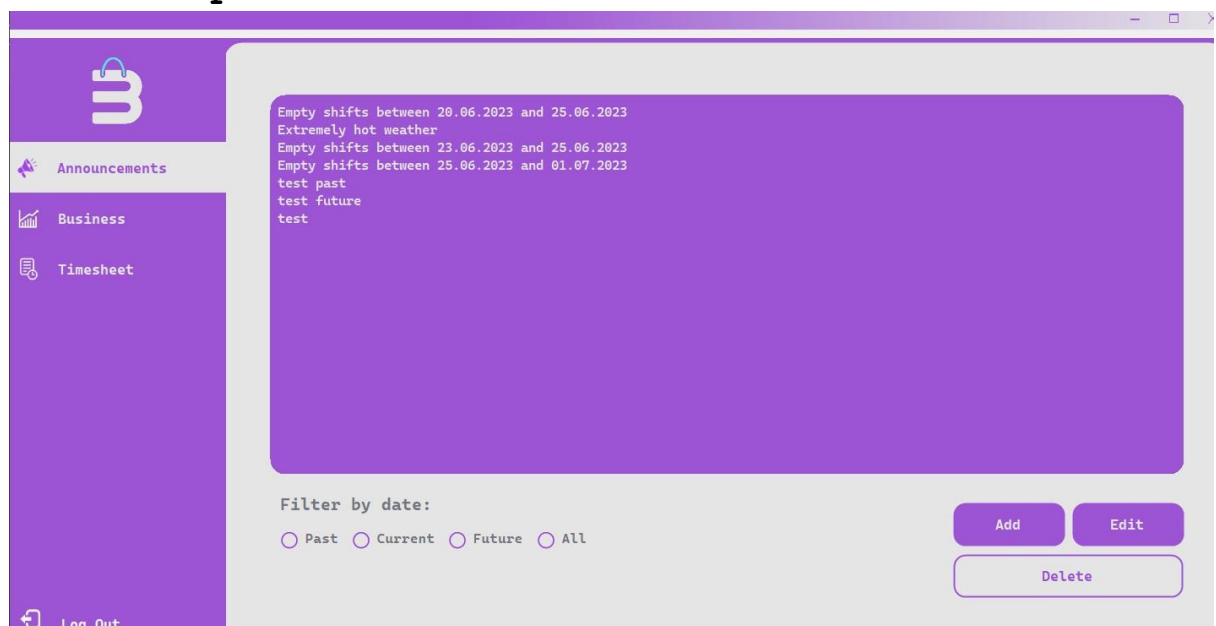 Announcements
Business
Timesheet
Log Out
Empty shifts between 20.06.2023 and 25.06.2023
Extremely hot weather
Empty shifts between 23.06.2023 and 25.06.2023
Empty shifts between 25.06.2023 and 01.07.2023
test past
test future
test
Filter by date:
Past Current Future All
Add Edit
Delete